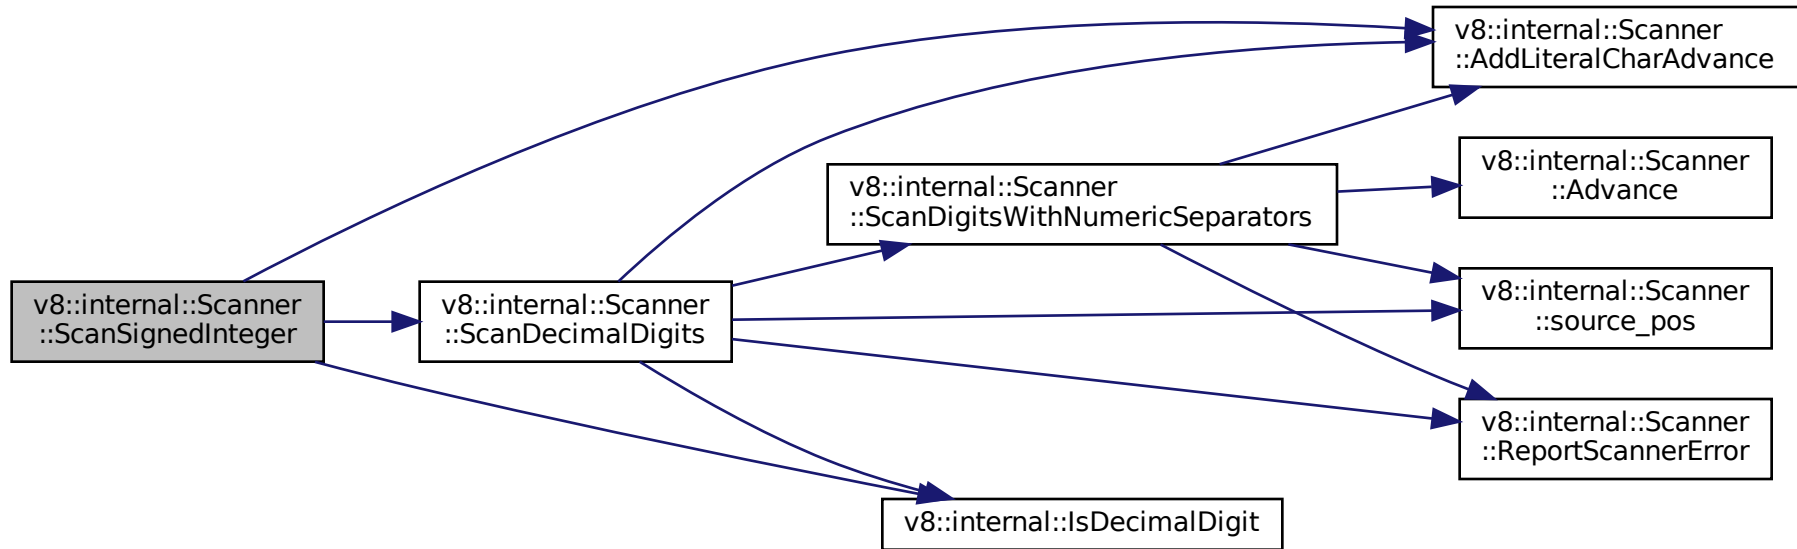 v8::internal::Scanner
::AddLiteralCharAdvance
v8::internal::Scanner
::Advance
v8::internal::Scanner
::ScanDigitsWithNumericSeparators
v8::internal::Scanner
::ScanSignedInteger
v8::internal::Scanner
::ScanDecimalDigits
v8::internal::Scanner
::source_pos
v8::internal::Scanner
::ReportScannerError
v8::internal::IsDecimalDigit